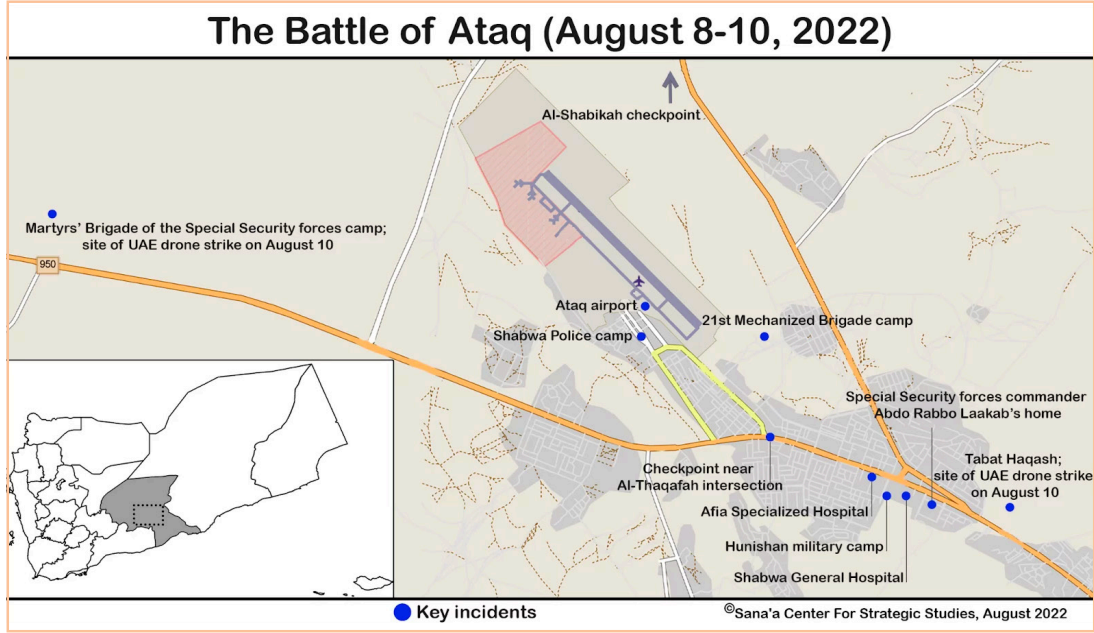 The Battle of Ataq (August 8-10, 2022)
Al-Shabikah checkpoint
Martyrs' Brigade of the Special Security forces camp;
site of UAE drone strike on August 10
950
Ataq airport
21st Mechanized Brigade camp
Shabwa Police camp
Special Security forces commander
Abdo Rabbo Laakab's home
Checkpoint near
Al-Thaqafah intersection
Tabat Haqash;
site of UAE drone strike
on August 10
Afia Specialized Hospital
Hunishan military camp
Shabwa General Hospital
Key incidents
©Sana'a Center For Strategic Studies, August 2022